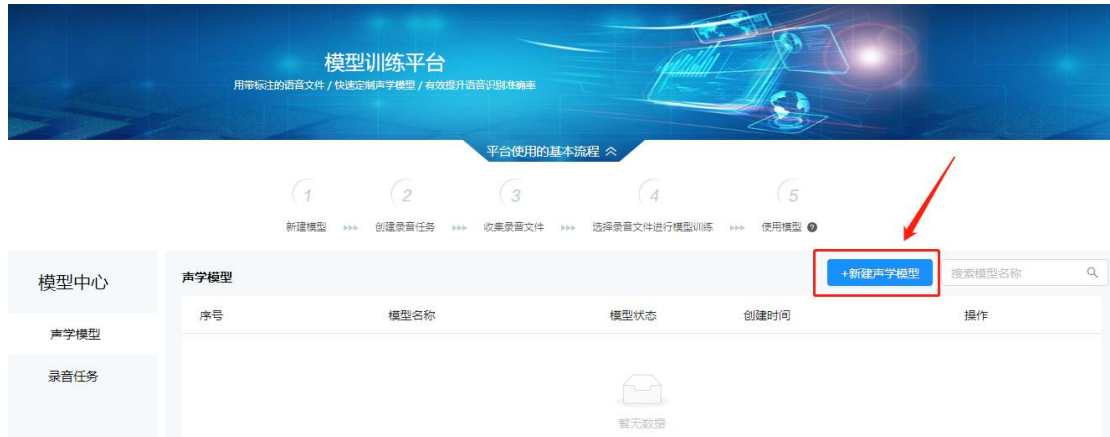 模型训练平台
用带标注的语音文件 / 快速定制声学模型 / 有效提升语音识别准确率
平台使用的基本流程
1 2 3 4 5
新建模型 创建录音任务 收集录音文件 选择录音文件进行模型训练 使用模型 ?
模型中心
声学模型
录音任务
声学模型 +新建声学模型 搜索模型名称
序号 模型名称 模型状态 创建时间 操作
暂无数据